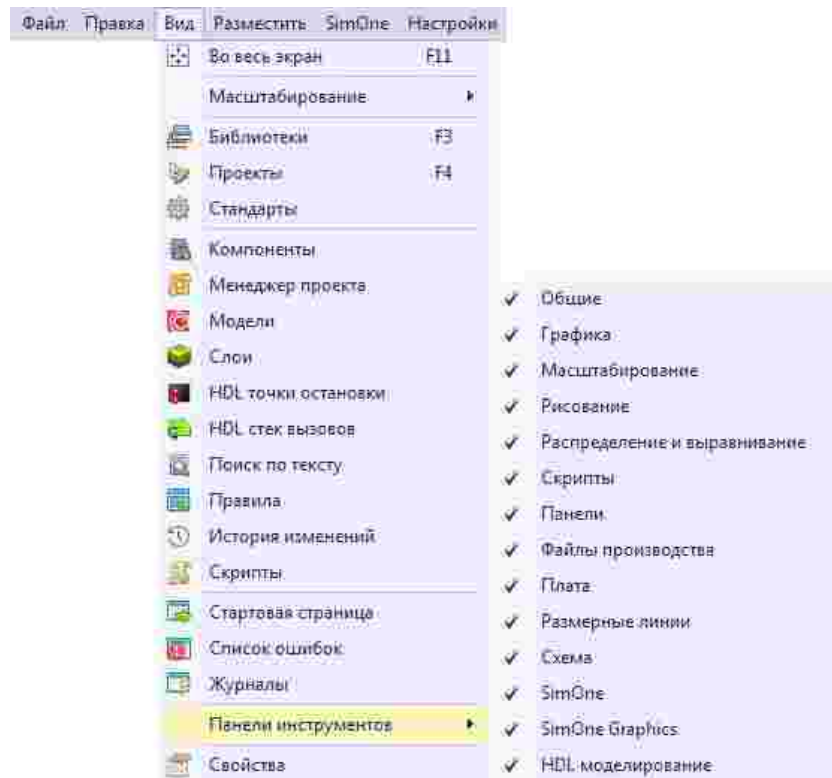 Файл Правка Вид Разместить SimOne Настройки
Во весь экран F11
Масштабирование
Библиотеки F3
Проекты F4
Стандарты
Компоненты
Менеджер проекта
Модели
Слои
HDL точки остановки
HDL стек вызовов
Поиск по тексту
Правила
История изменений
Скрипты
Стартовая страница
Список ошибок
Журналы
Панели инструментов
Свойства
Общие
Графика
Масштабирование
Рисование
Распределение и выравнивание
Скрипты
Панели
Файлы производства
Плата
Размерные линии
Схема
SimOne
SimOne Graphics
HDL моделирование